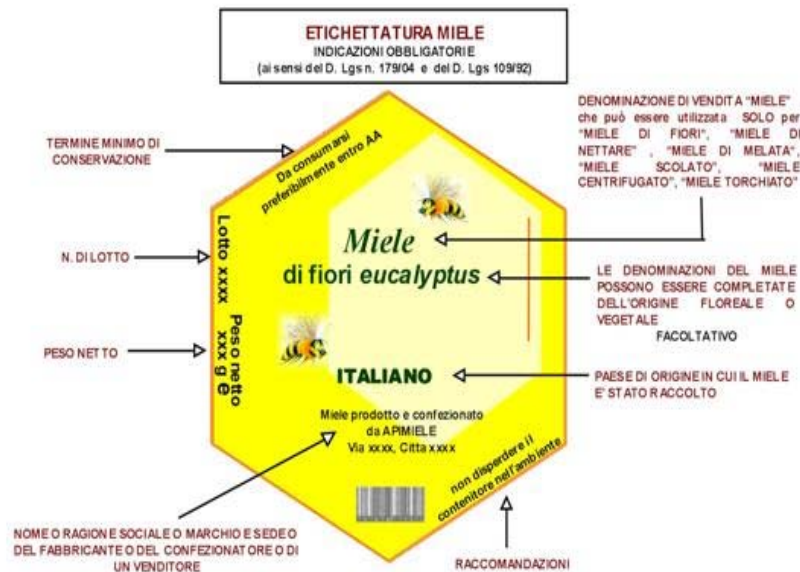 ETICHETTATURA MIELE
INDICAZIONI OBBLIGATORIE
(ai sensi del D. Lgs n. 179/04 e del D. Lgs 109/92)
TERMINE MINIMO DI
CONSERVAZIONE
N. DI LOTTO
PESO NETTO
Da consumarsi
preferibilmente entro AA
Lotto xxxx
Peso netto
xxx g e
Miele
di fiori eucalyptus
ITALIANO
Miele prodotto e confezionato
da APIMIELE
Via xxxx, Citta xxxx
non disperdere il
contenitore nell'ambiente
DENOMINAZIONE DI VENDITA "MIELE"
che può essere utilizzata SOLO per
"MIELE DI FIORI", "MIELE DI
NETTARE" , "MIELE DI MELATA",
"MIELE SCOLATO", "MIELE
CENTRIFUGATO", "MIELE TORCHIATO"
LE DENOMINAZIONI DEL MIELE
POSSONO ESSERE COMPLETATE
DELL'ORIGINE FLOREALE O
VEGETALE
FACOLTATIVO
PAESE DI ORIGINE IN CUI IL MIELE
E' STATO RACCOLTO
NOME O RAGIONE SOCIALE O MARCHIO E SEDE O
DEL FABBRICANTE O DEL CONFEZIONATORE O DI
UN VENDITORE
RACCOMANDAZIONI